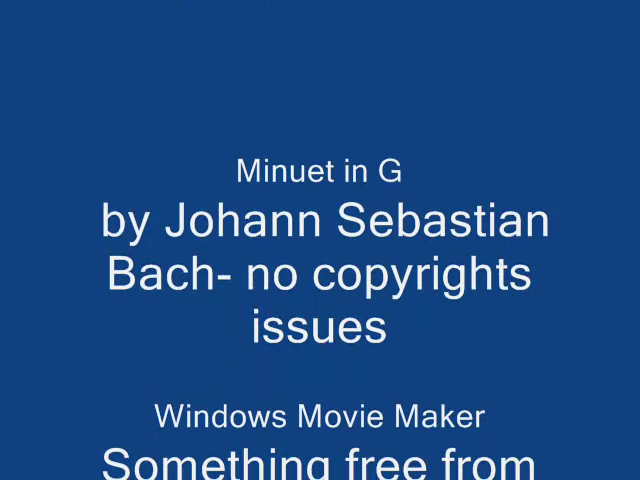 Minuet in G
by Johann Sebastian
Bach- no copyrights
issues
Windows Movie Maker
Something free from